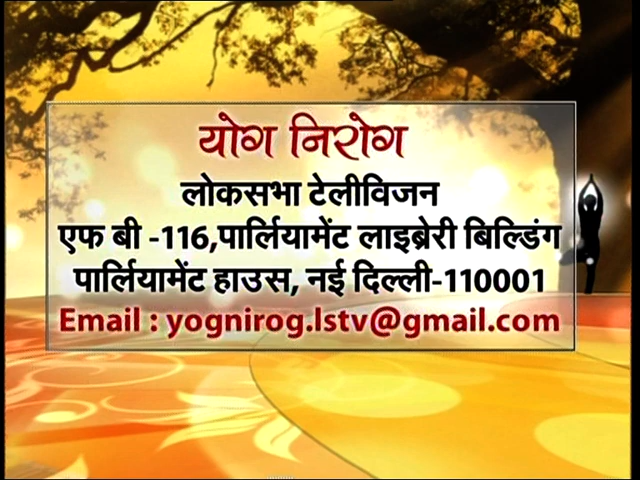 योग निरोग
लोकसभा टेलीविजन
एफ बी -116,पार्लियामेंट लाइब्रेरी बिल्डिंग
पार्लियामेंट हाउस, नई दिल्ली-110001
Email : yognirog.lstv@gmail.com